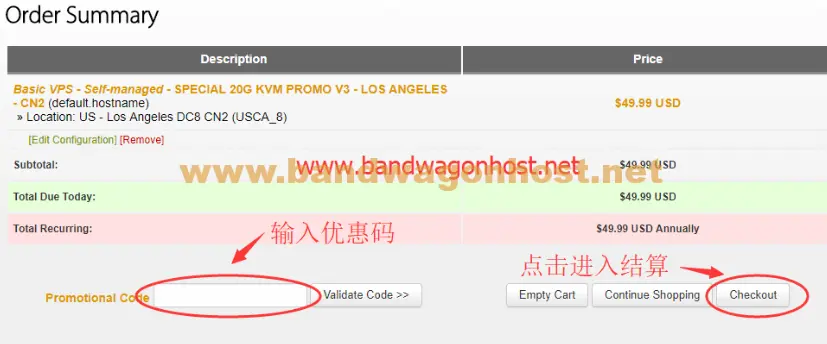 Order Summary
Description Price
Basic VPS - Self-managed - SPECIAL 20G KVM PROMO V3 - LOS ANGELES
- CN2 (default.hostname)
$49.99 USD
» Location: US - Los Angeles DC8 CN2 (USCA_8)
[Edit Configuration] [Remove]
Subtotal: $49.99 USD
www.bandwagonhost.net
www.bandwagonhost.net
Total Due Today: $49.99 USD
Total Recurring: $49.99 USD Annually
输入优惠码
点击进入结算
Promotional Code Validate Code >> Empty Cart Continue Shopping Checkout